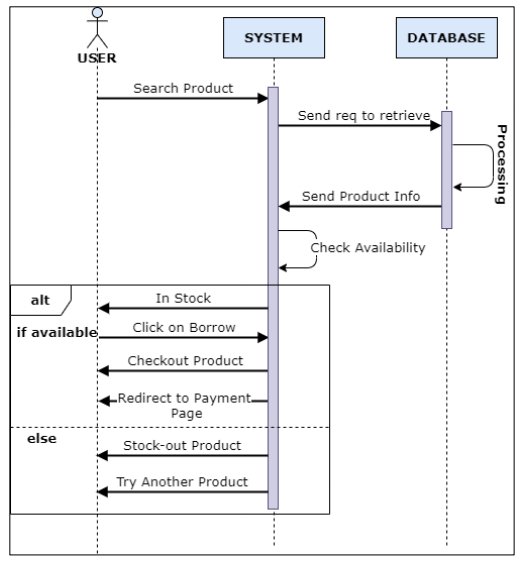 USER
SYSTEM
DATABASE
Search Product
Send req to retrieve
Processing
Send Product Info
Check Availability
alt
In Stock
if available
Click on Borrow
Checkout Product
Redirect to Payment
Page
else
Stock-out Product
Try Another Product